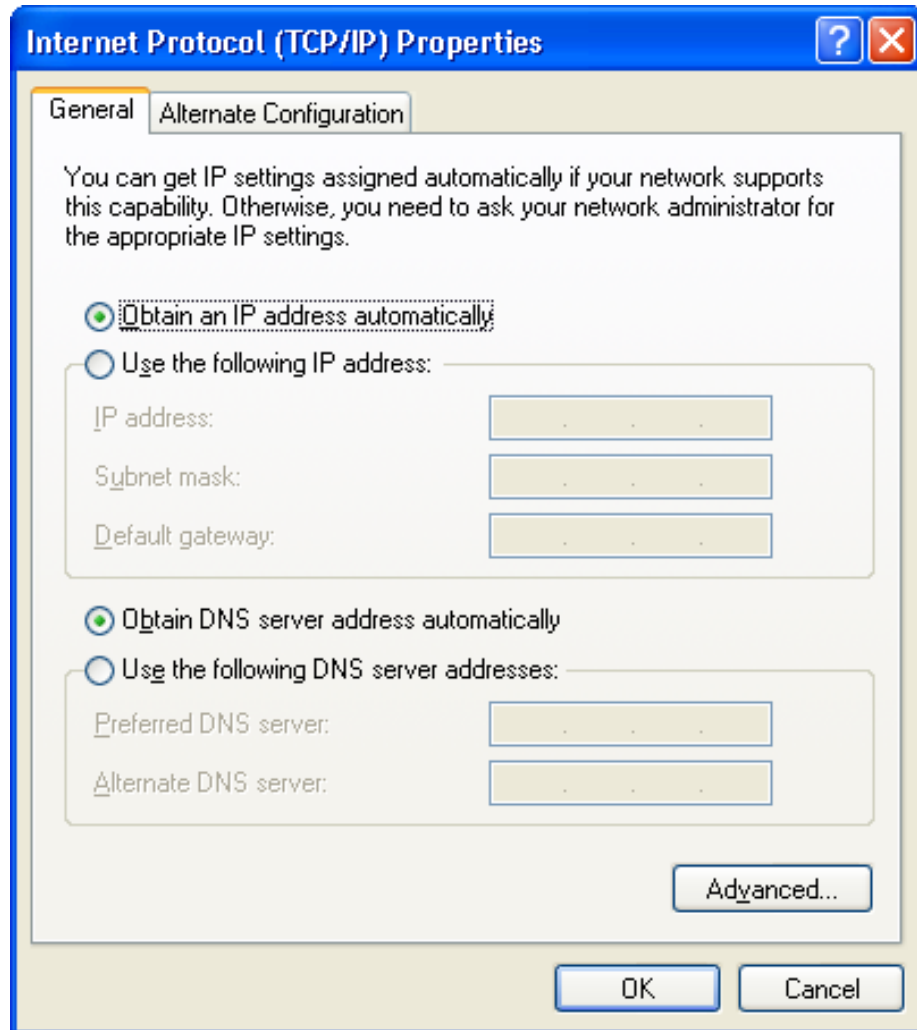 Internet Protocol (TCP/IP) Properties
General
Alternate Configuration
You can get IP settings assigned automatically if your network supports
this capability. Otherwise, you need to ask your network administrator for
the appropriate IP settings.
Obtain an IP address automatically
Use the following IP address:
IP address:
Subnet mask:
Default gateway:
Obtain DNS server address automatically
Use the following DNS server addresses:
Preferred DNS server:
Alternate DNS server:
Advanced...
OK
Cancel